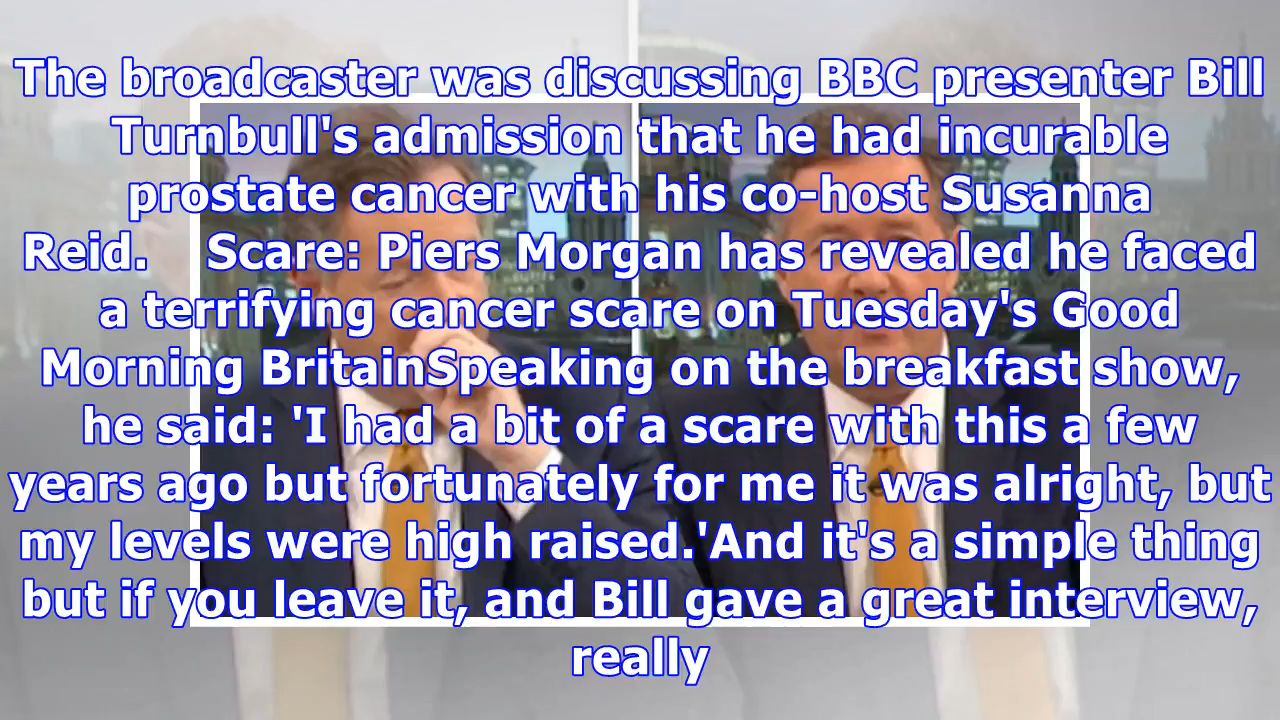 The broadcaster was discussing BBC presenter Bill
Turnbull's admission that he had incurable
prostate cancer with his co-host Susanna
Reid.    Scare: Piers Morgan has revealed he faced
a terrifying cancer scare on Tuesday's Good
Morning BritainSpeaking on the breakfast show,
he said: 'I had a bit of a scare with this a few
years ago but fortunately for me it was alright, but
my levels were high raised.'And it's a simple thing
but if you leave it, and Bill gave a great interview,
really